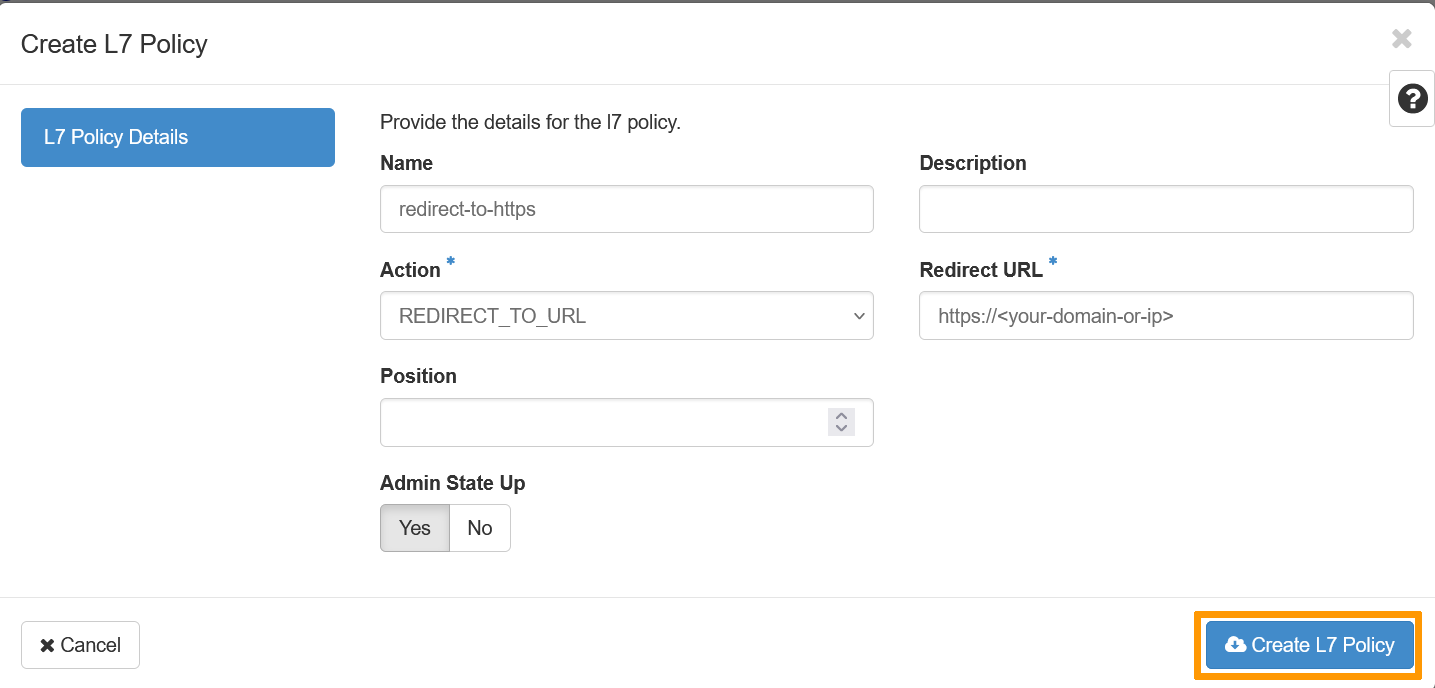 Create L7 Policy
L7 Policy Details
Provide the details for the l7 policy.
Name
Description
redirect-to-https
Action *
Redirect URL *
REDIRECT_TO_URL
https://<your-domain-or-ip>
Position
Admin State Up
Yes No
Cancel
Create L7 Policy